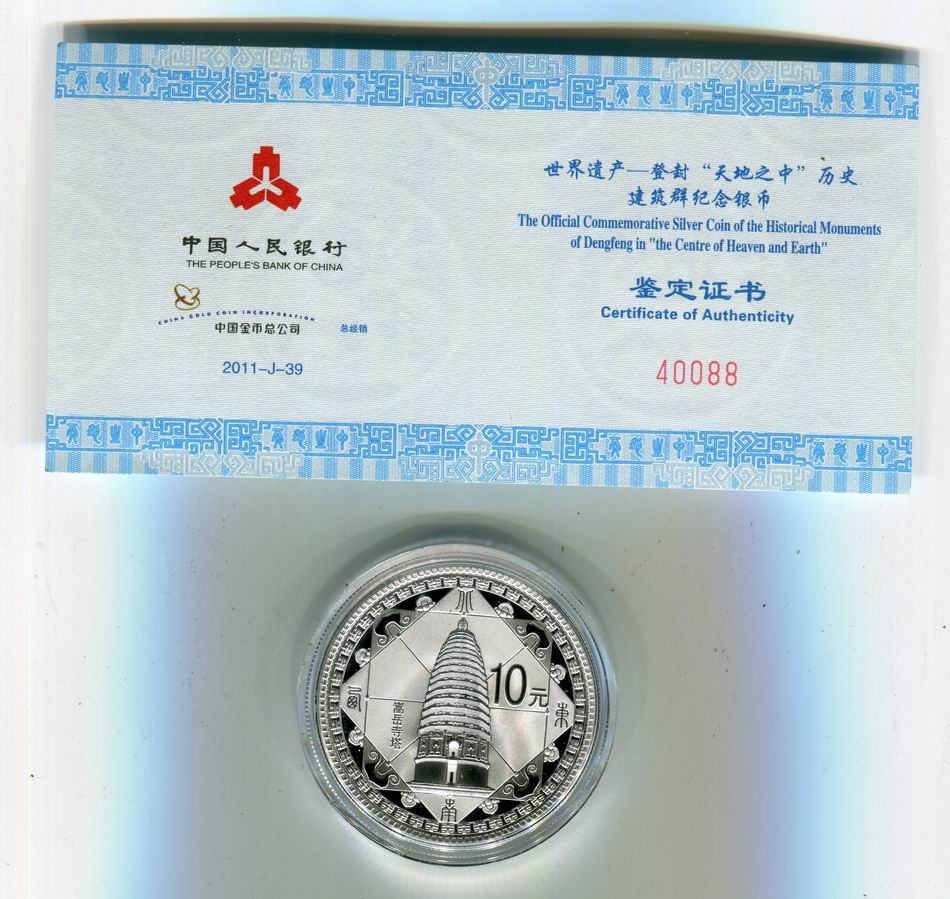 中国人民银行
THE PEOPLE'S BANK OF CHINA
CHINA GOLD COIN INCORPORATION
中国金币总公司 总经销
2011-J-39
世界遗产—登封“天地之中”历史
建筑群纪念银币
The Official Commemorative Silver Coin of the Historical Monuments
of Dengfeng in "the Centre of Heaven and Earth"
鉴定证书
Certificate of Authenticity
40088
10元
嵩岳寺塔
東